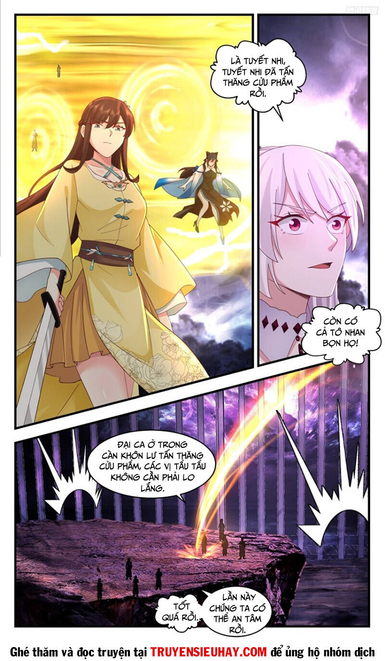 LÀ TUYẾT NHI,
TUYẾT NHI ĐÃ TẤN
THĂNG CỬU PHẨM
RỒI.
CÒN CÓ
CẢ TỐ NHAN
BỌN HỌ!
ĐẠI CA Ở TRONG
CÀN KHÔN LƯ TẤN THĂNG
CỬU PHẨM, CÁC VỊ TẨU TẨU
KHÔNG CẦN PHẢI LO
LẮNG.
TỐT
QUÁ RỒI.
LẦN NÀY
CHÚNG TA CÓ
THỂ AN TÂM
RỒI.
Ghé thăm và đọc truyện tại TRUYENSIEUHAY.COM để ủng hộ nhóm dịch